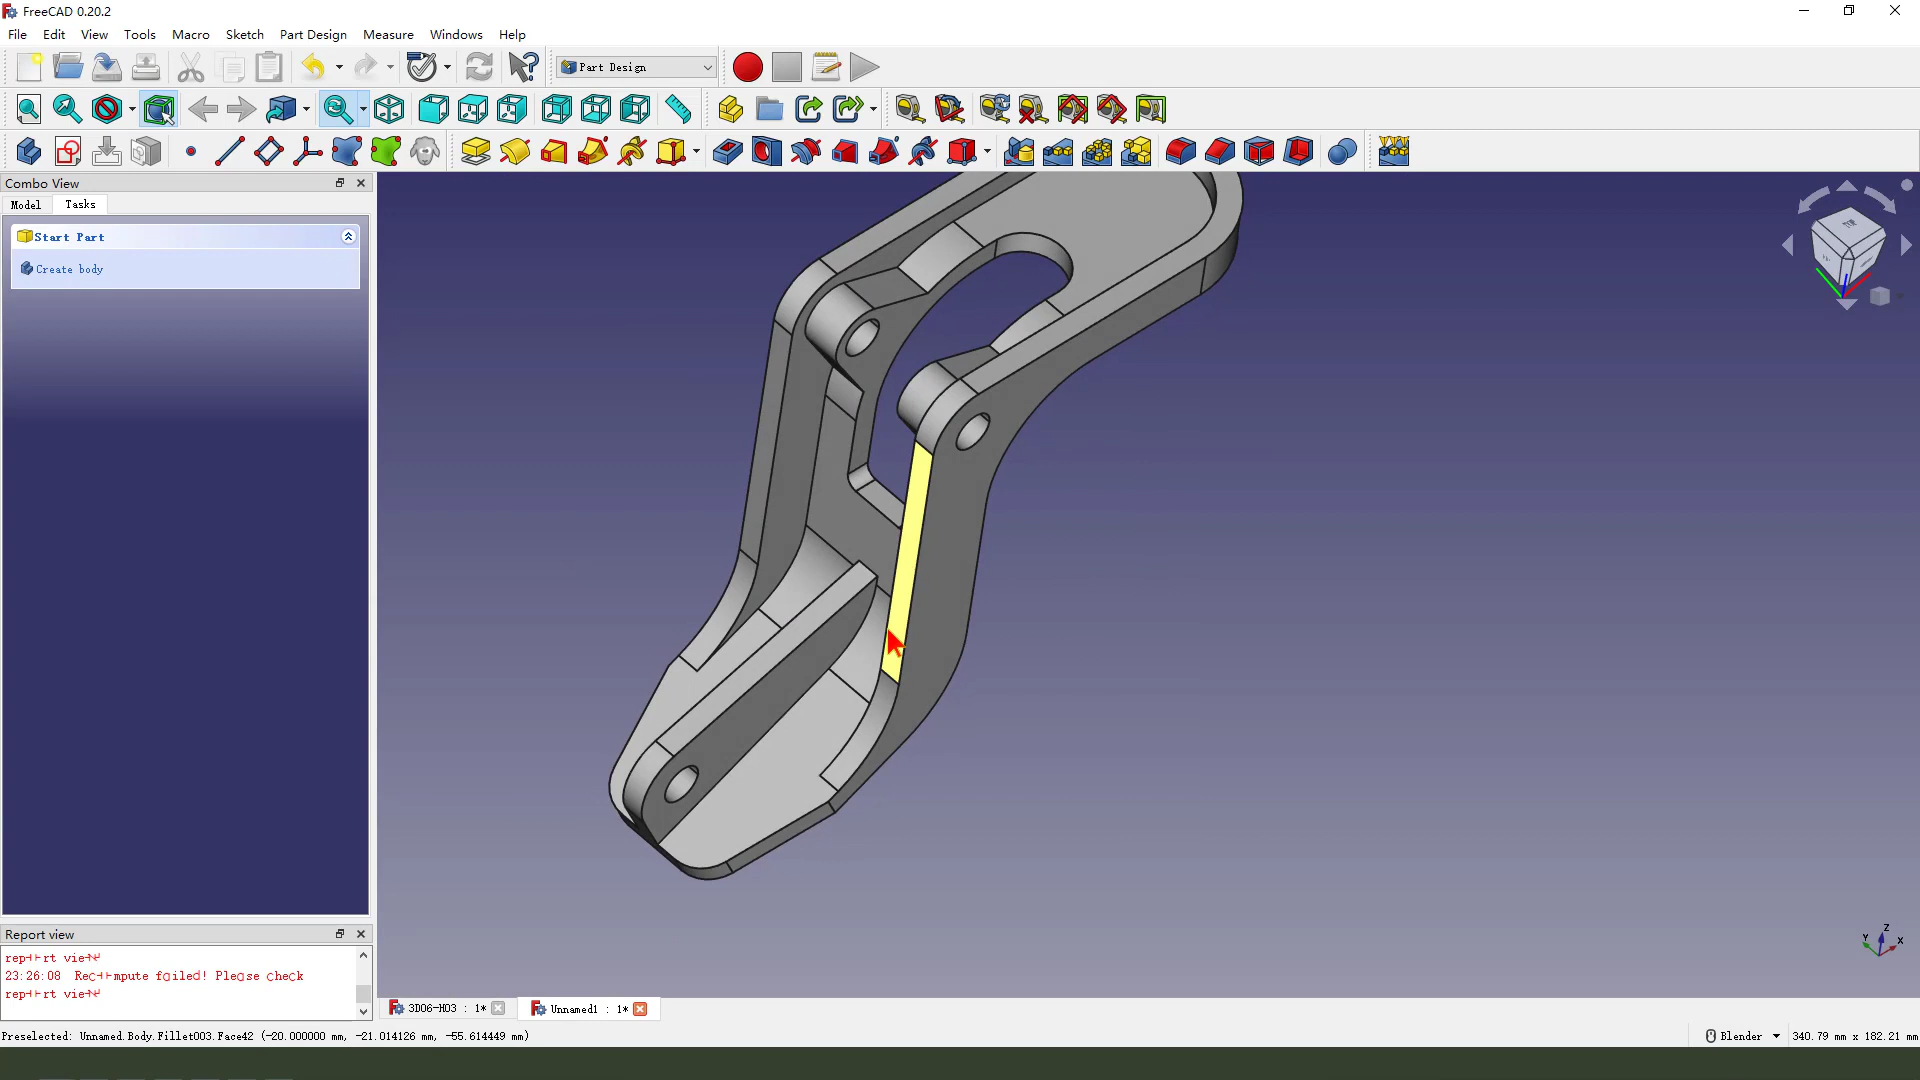 FreeCAD 0.20.2
File Edit View Tools Macro Sketch Part Design Measure Windows Help
Part Design
Combo View
Model Tasks
Start Part
Create body
Report view
23:26:08
Please check
3D06-H03 : 1*
Unnamed1 : 1*
Preselected: Unnamed.Body.Fillet003.Face42 (-20.000000 mm, -21.014126 mm, -55.614449 mm)
Blender
340.79 mm x 182.21 mm
Z
Y
X